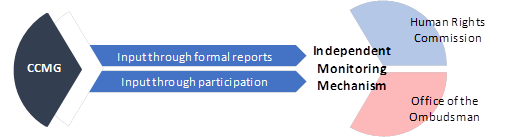 CCMG
Input through formal reports
Input through participation
Independent
Monitoring
Mechanism
Human Rights
Commission
Office of the
Ombudsman